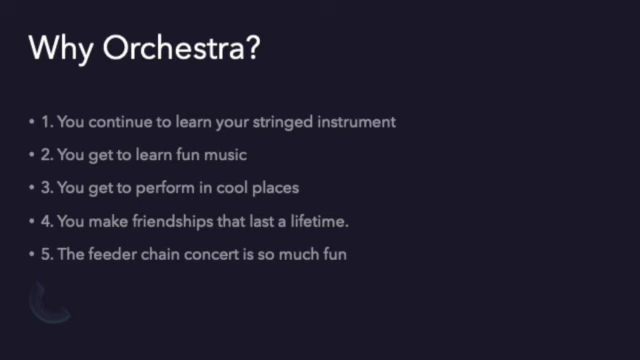 Why Orchestra?
• 1. You continue to learn your stringed instrument
• 2. You get to learn fun music
• 3. You get to perform in cool places
• 4. You make friendships that last a lifetime.
• 5. The feeder chain concert is so much fun